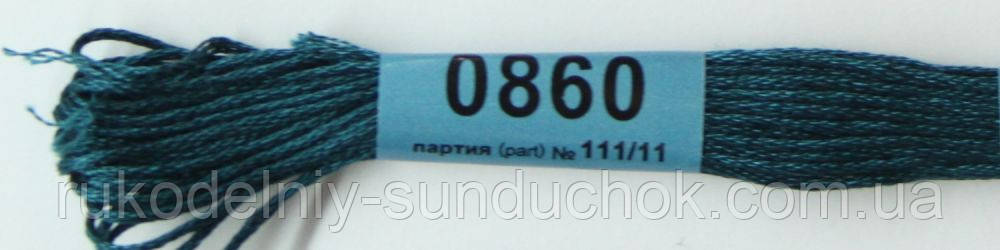 0860
партия (part) № 111/11
rukodelniy-sunduchok.com.ua